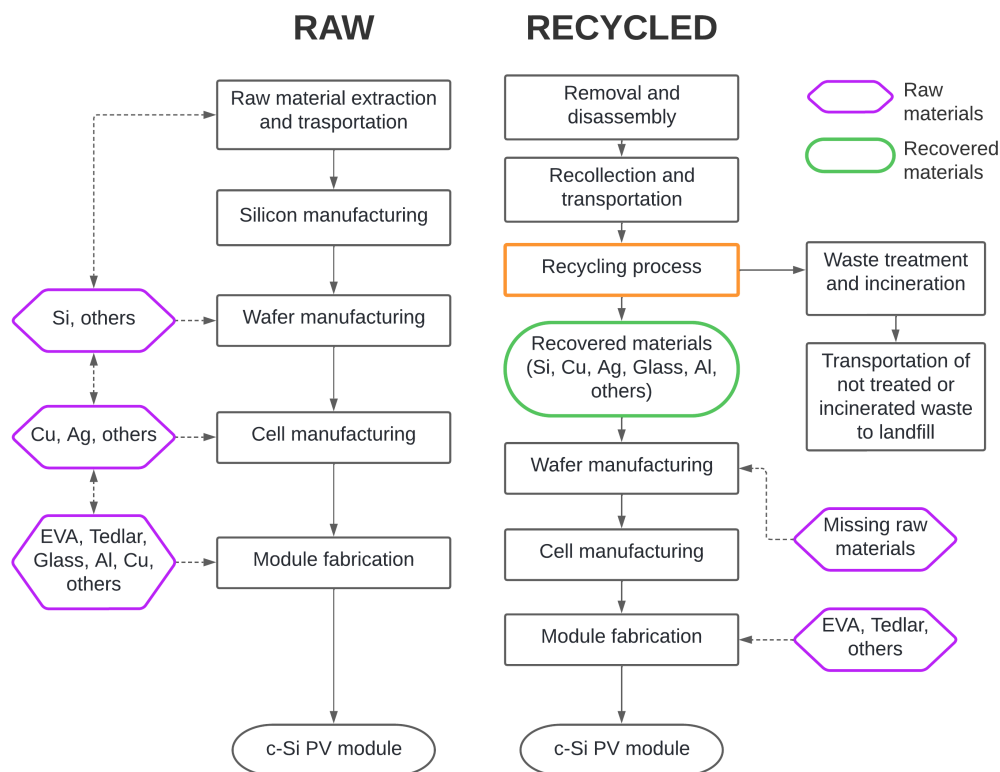 RAW
Raw material extraction
and trasportation
Silicon manufacturing
Si, others
Wafer manufacturing
Cu, Ag, others
Cell manufacturing
EVA, Tedlar,
Glass, Al, Cu,
others
Module fabrication
c-Si PV module
RECYCLED
Removal and
disassembly
Recollection and
transportation
Recycling process
Waste treatment
and incineration
Transportation of
not treated or
incinerated waste
to landfill
Recovered materials
(Si, Cu, Ag, Glass, Al,
others)
Wafer manufacturing
Missing raw
materials
Cell manufacturing
Module fabrication
EVA, Tedlar,
others
c-Si PV module
Raw
materials
Recovered
materials